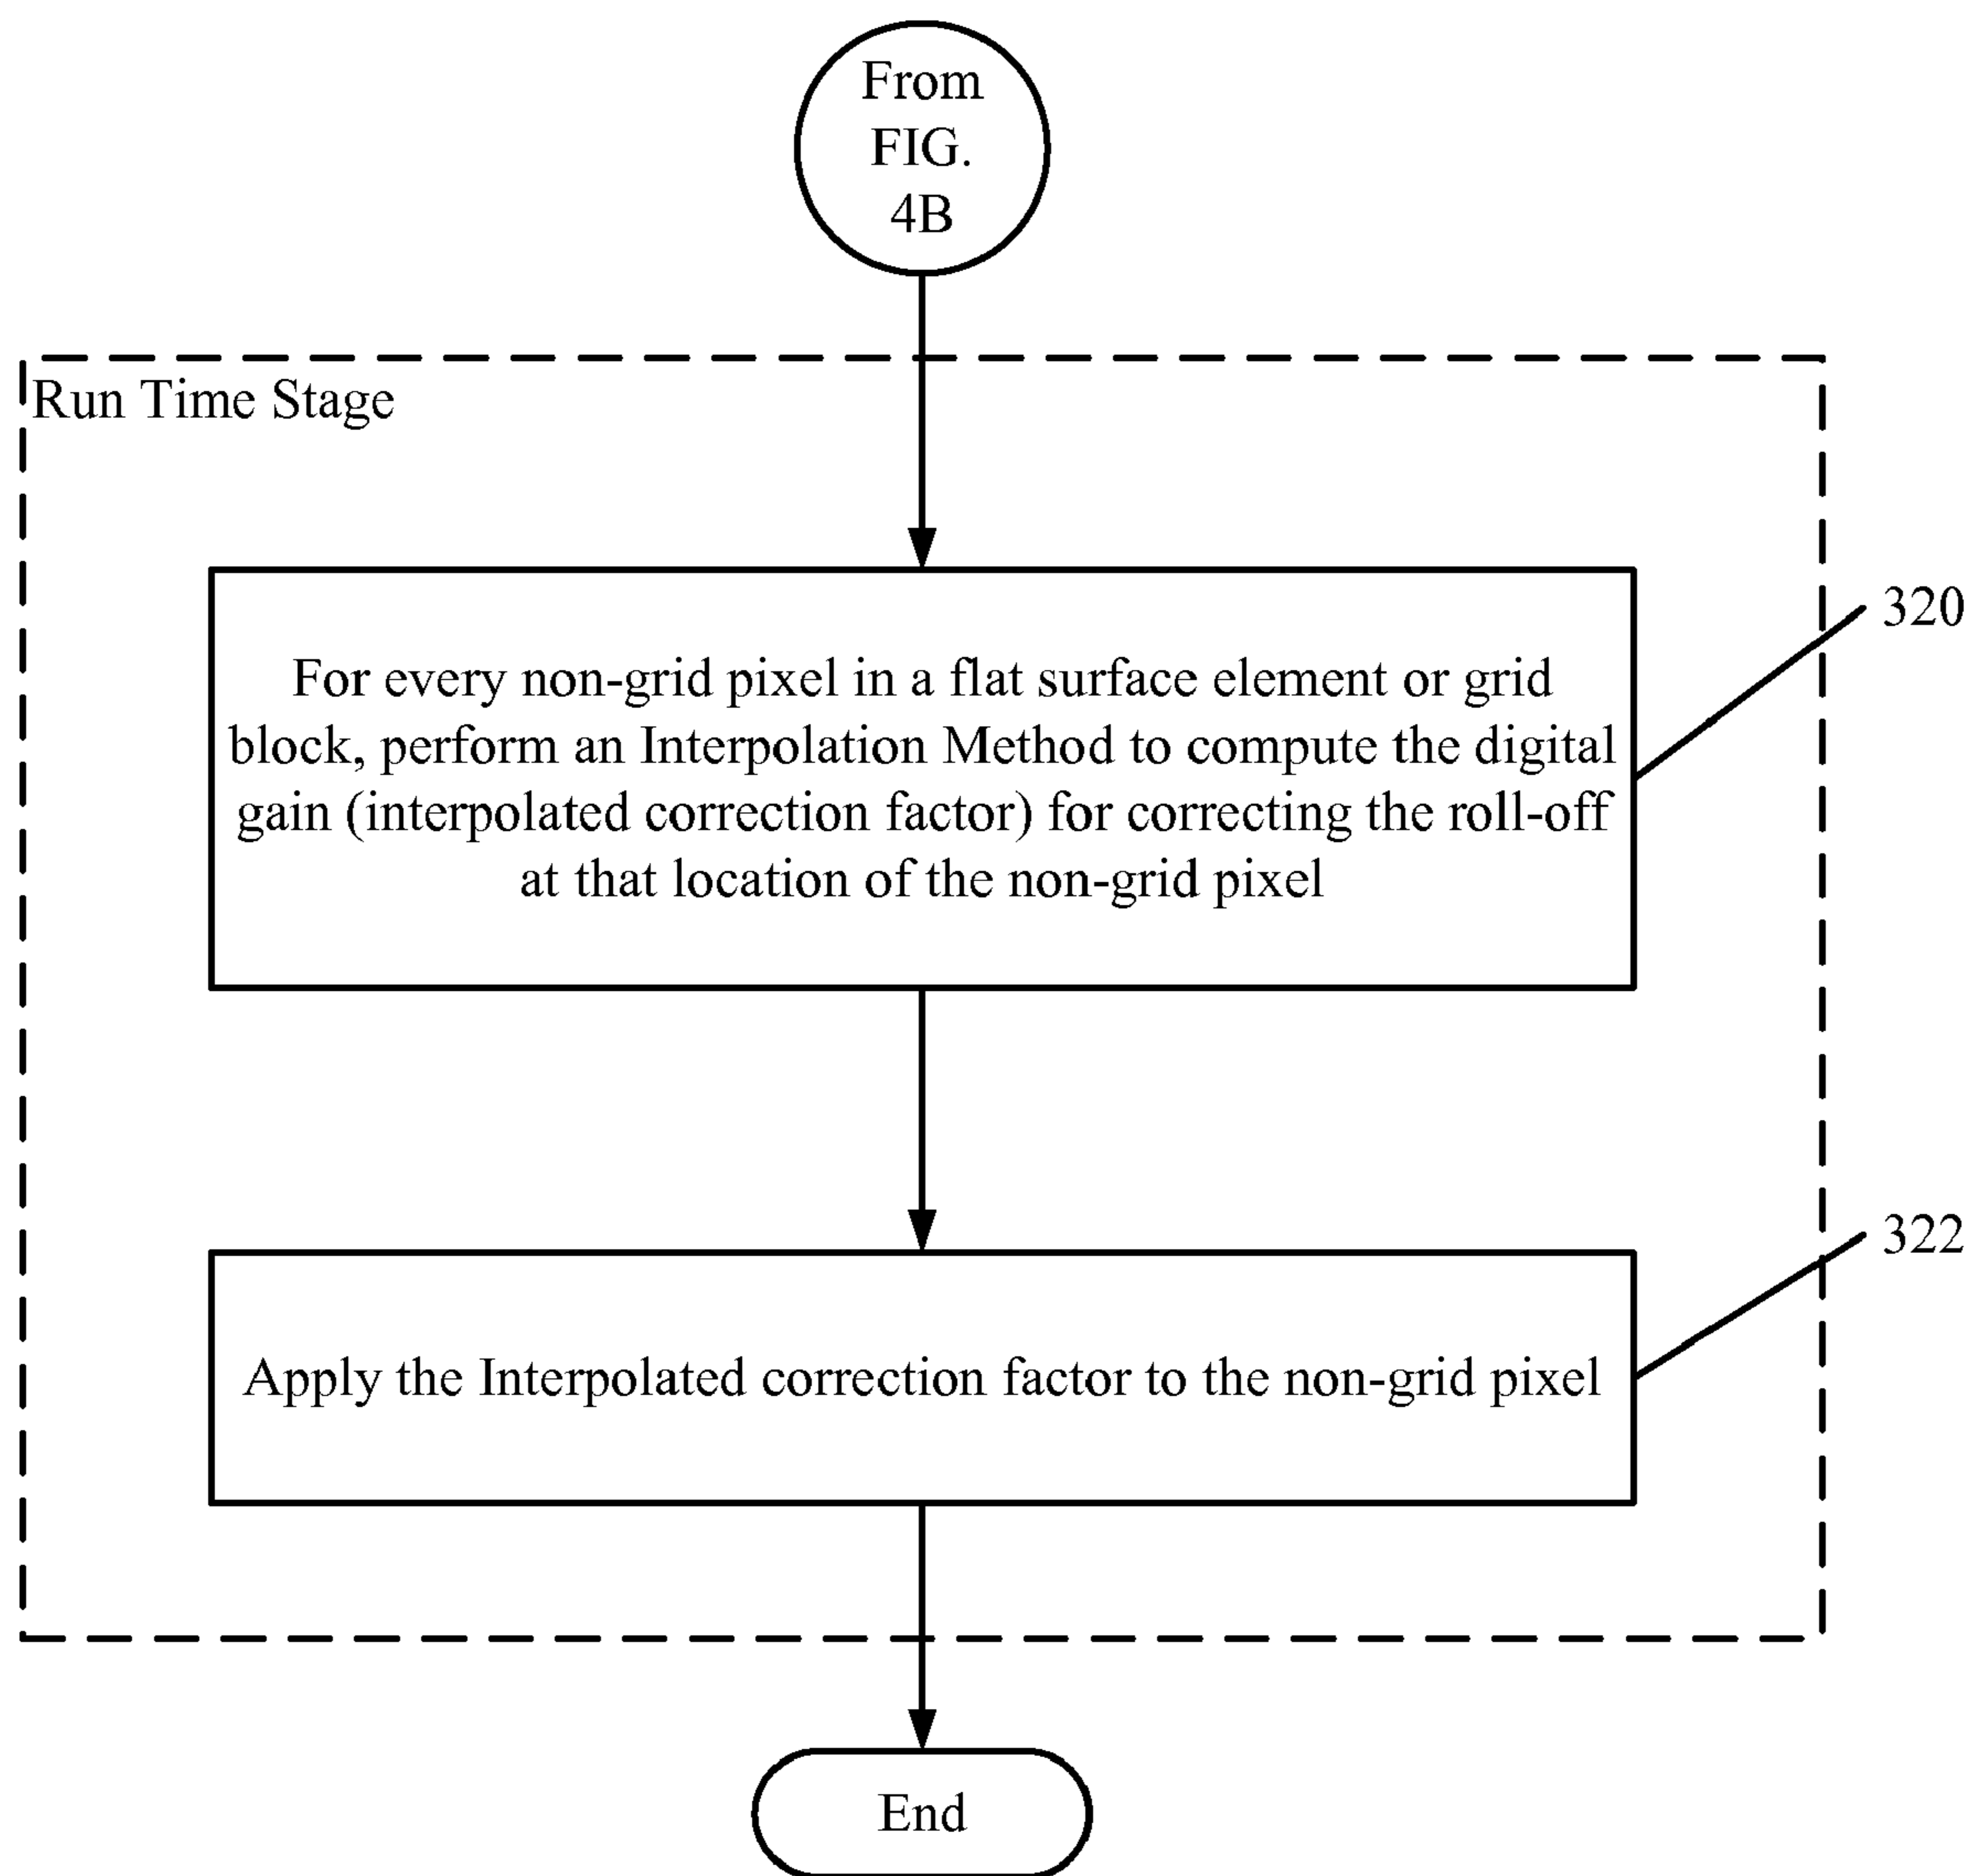 From
FIG.
4B
Run Time Stage
320
For every non-grid pixel in a flat surface element or grid
block, perform an Interpolation Method to compute the digital
gain (interpolated correction factor) for correcting the roll-off
at that location of the non-grid pixel
322
Apply the Interpolated correction factor to the non-grid pixel
End